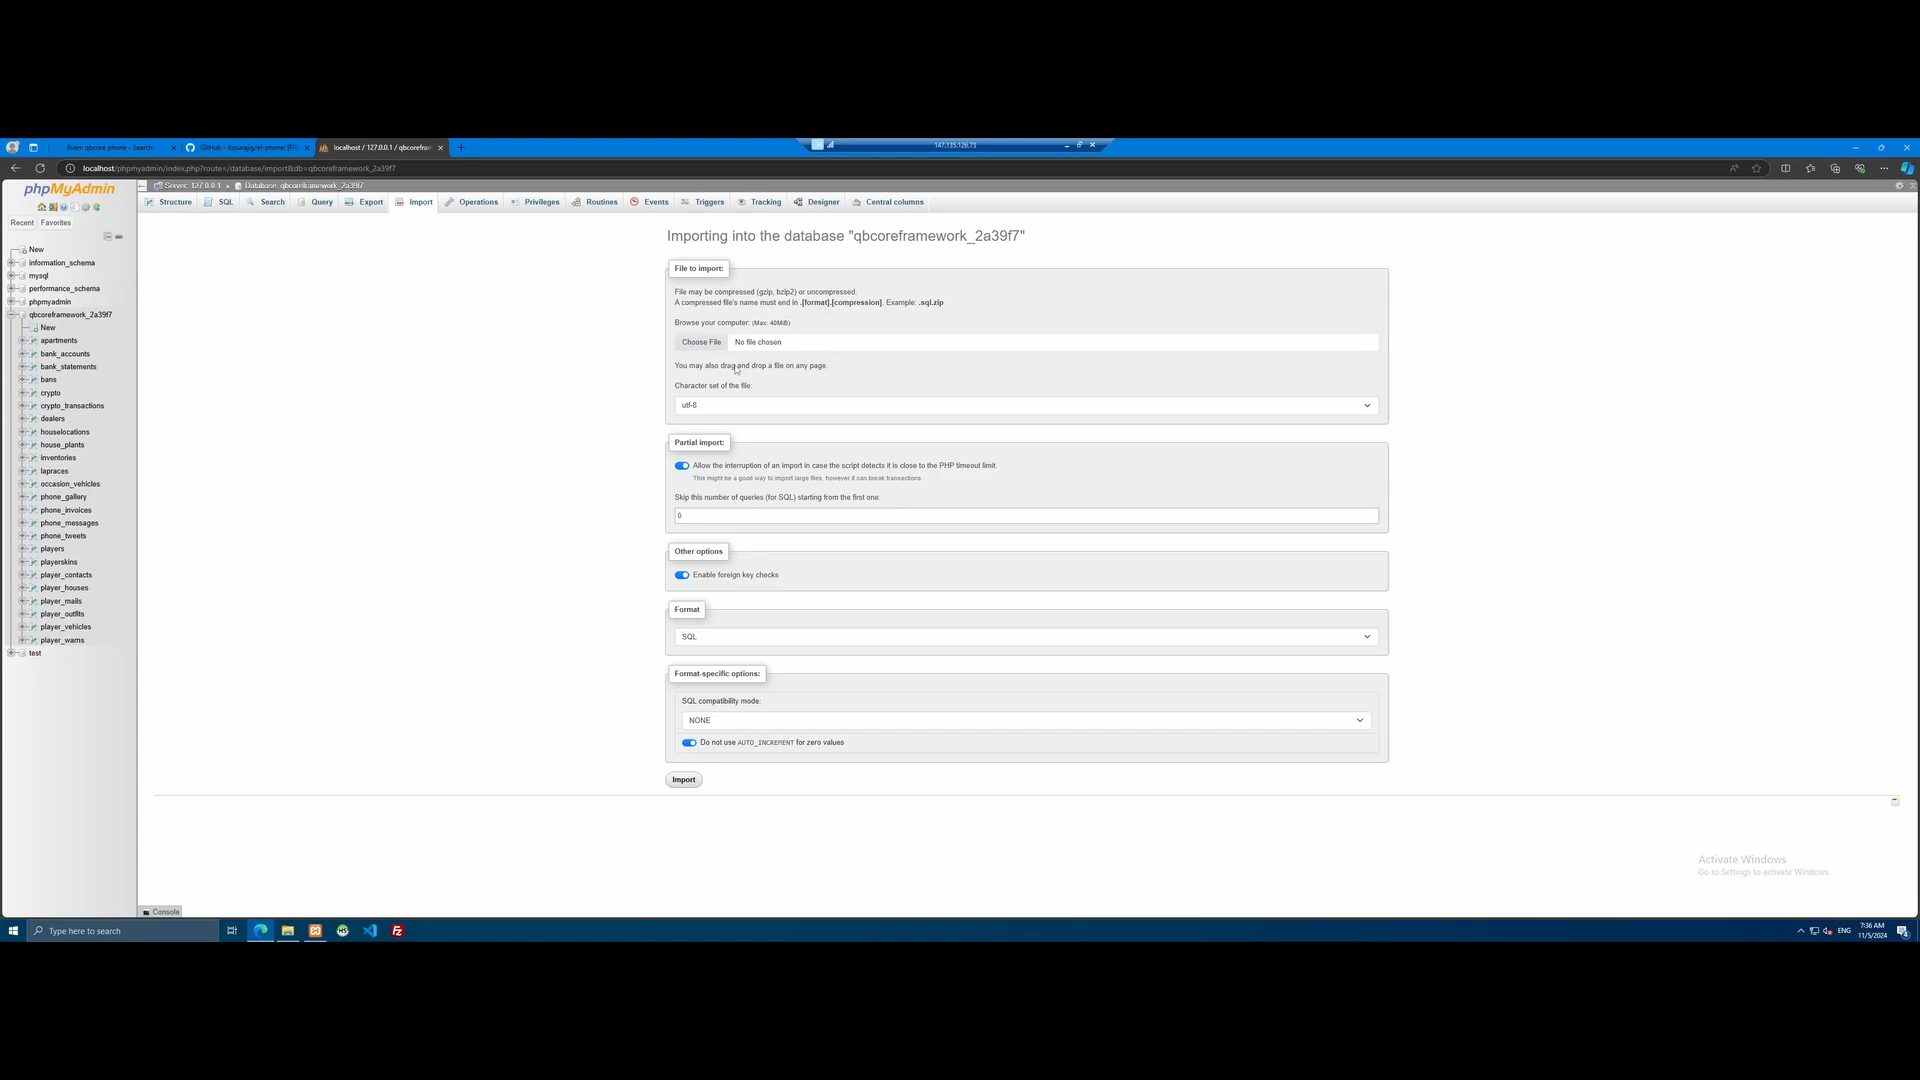 fivem qbcore phone - Search
GitHub - itzsurajig/ef-phone: [FR
localhost / 127.0.0.1 / qbcorefram
147.135.126.73
localhost/phpmyadmin/index.php?route=/database/import&db=qbcoreframework_2a39f7
phpMyAdmin
Server: 127.0.0.1 » Database: qbcoreframework_2a39f7
Structure SQL Search Query Export Import Operations Privileges Routines Events Triggers Tracking Designer Central columns
Recent Favorites
New
information_schema
mysql
performance_schema
phpmyadmin
qbcoreframework_2a39f7
New
apartments
bank_accounts
bank_statements
bans
crypto
crypto_transactions
dealers
houselocations
house_plants
inventories
lapraces
occasion_vehicles
phone_gallery
phone_invoices
phone_messages
phone_tweets
players
playerskins
player_contacts
player_houses
player_mails
player_outfits
player_vehicles
player_warns
test
Importing into the database "qbcoreframework_2a39f7"
File to import:
File may be compressed (gzip, bzip2) or uncompressed.
A compressed file's name must end in .[format].[compression]. Example: .sql.zip
Browse your computer: (Max: 40MiB)
Choose File No file chosen
You may also drag and drop a file on any page.
Character set of the file:
utf-8
Partial import:
Allow the interruption of an import in case the script detects it is close to the PHP timeout limit.
This might be a good way to import large files, however it can break transactions
Skip this number of queries (for SQL) starting from the first one:
0
Other options
Enable foreign key checks
Format
SQL
Format-specific options:
SQL compatibility mode:
NONE
Do not use AUTO_INCREMENT for zero values
Import
Activate Windows
Go to Settings to activate Windows.
Console
Type here to search
ENG
7:36 AM
11/5/2024